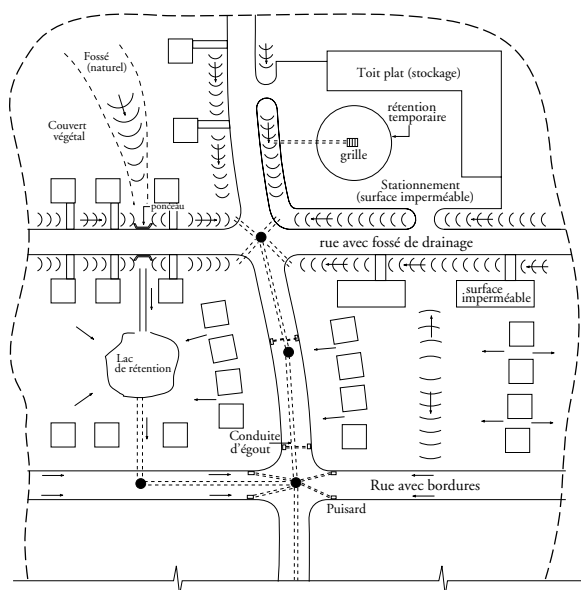 Fossé
(naturel)
Toit plat (stockage)
rétention
temporaire
Couvert
végétal
grille
Stationnement
(surface imperméable)
ponceau
rue avec fossé de drainage
surface
imperméable
Lac
de rétention
Conduite
d'égout
Rue avec bordures
Puisard